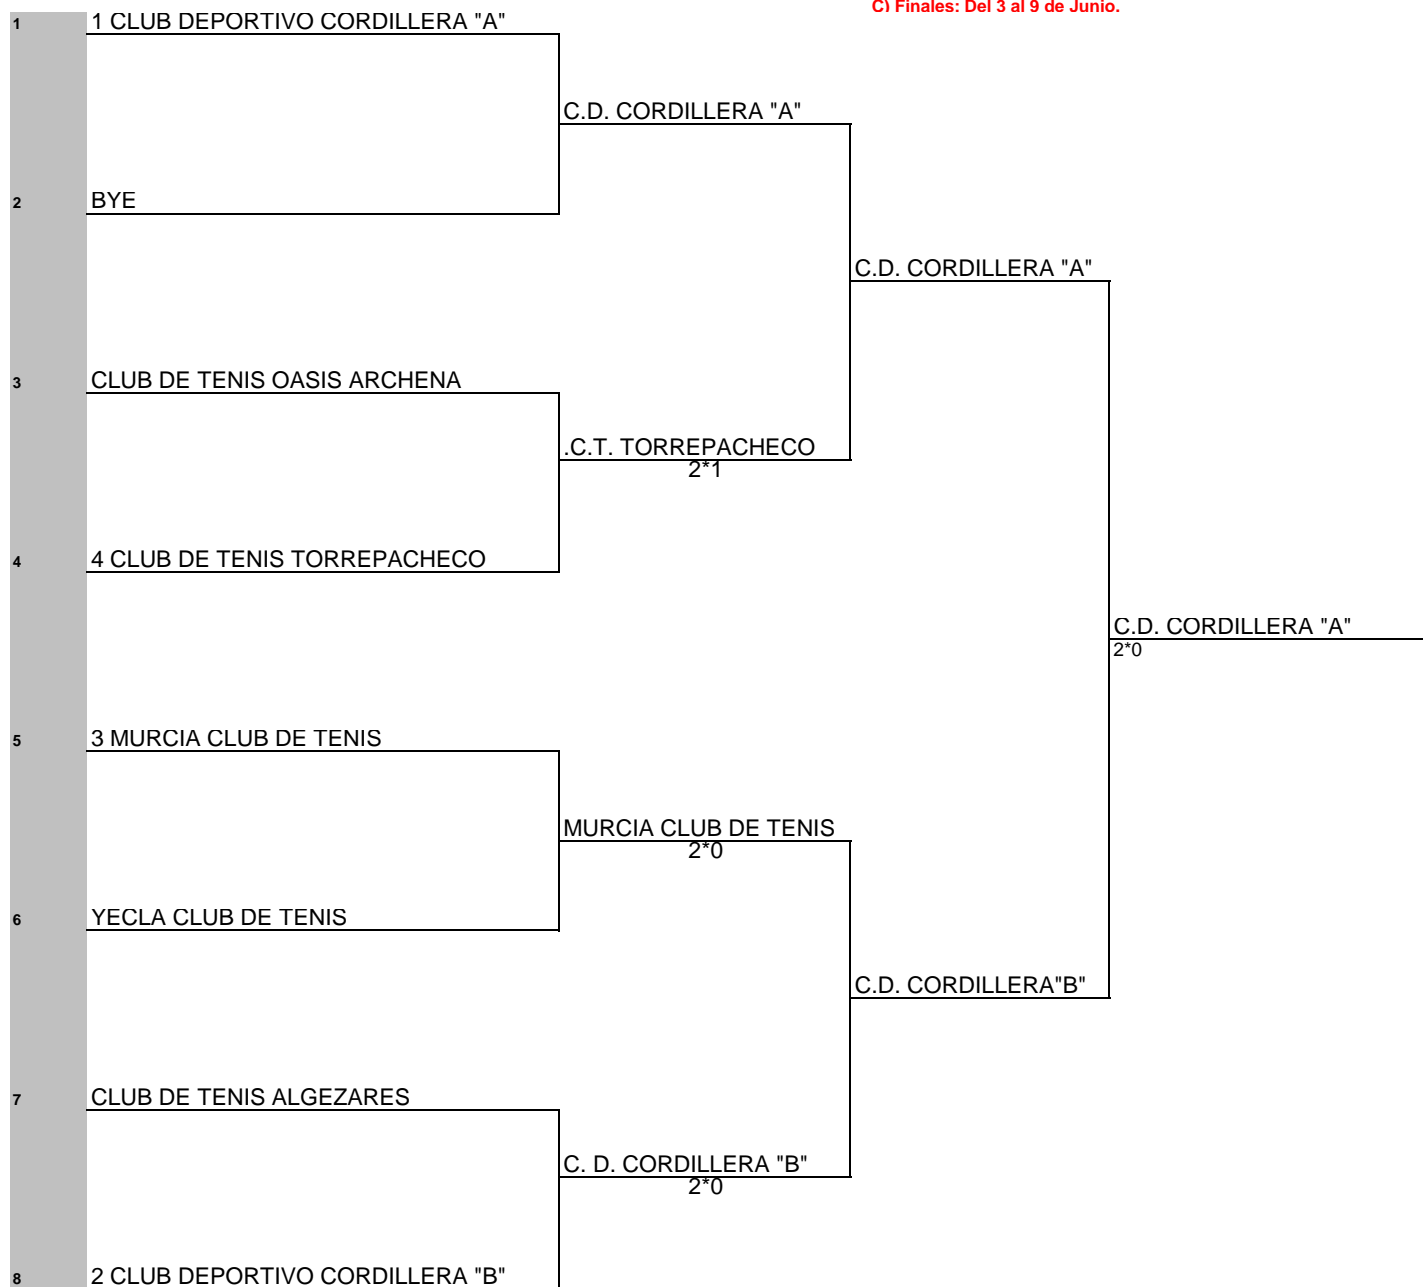 C) Finales: Del 3 al 9 de Junio.
1 1 CLUB DEPORTIVO CORDILLERA "A"
C.D. CORDILLERA "A"
2 BYE
C.D. CORDILLERA "A"
3 CLUB DE TENIS OASIS ARCHENA
.C.T. TORREPACHECO
2*1
4 4 CLUB DE TENIS TORREPACHECO
C.D. CORDILLERA "A"
2*0
5 3 MURCIA CLUB DE TENIS
MURCIA CLUB DE TENIS
2*0
6 YECLA CLUB DE TENIS
C.D. CORDILLERA"B"
7 CLUB DE TENIS ALGEZARES
C. D. CORDILLERA "B"
2*0
8 2 CLUB DEPORTIVO CORDILLERA "B"